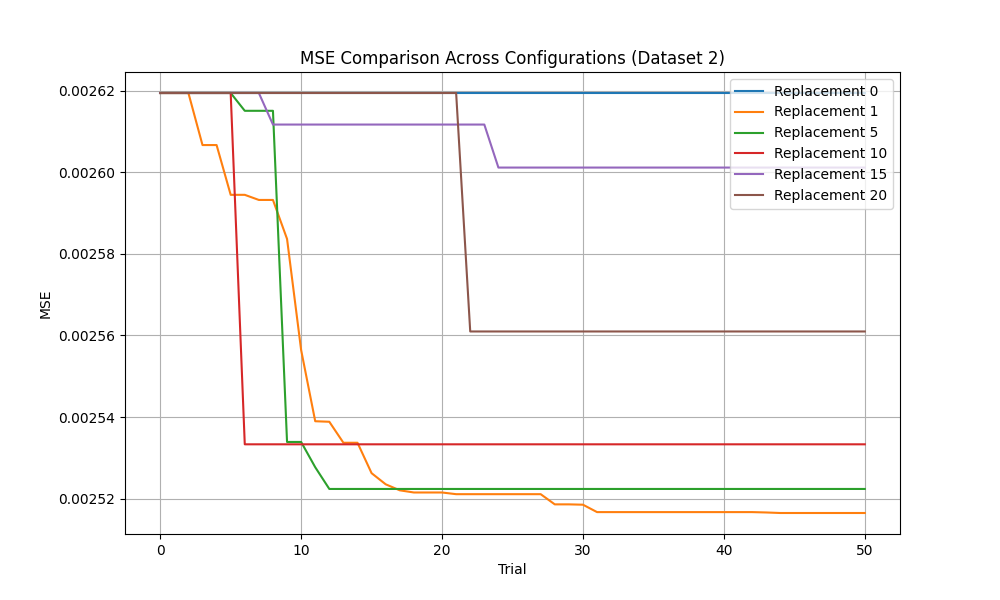 MSE Comparison Across Configurations (Dataset 2)
0.00262
0.00260
0.00258
0.00256
0.00254
0.00252
MSE
Replacement 0
Replacement 1
Replacement 5
Replacement 10
Replacement 15
Replacement 20
0
10
20
30
40
50
Trial